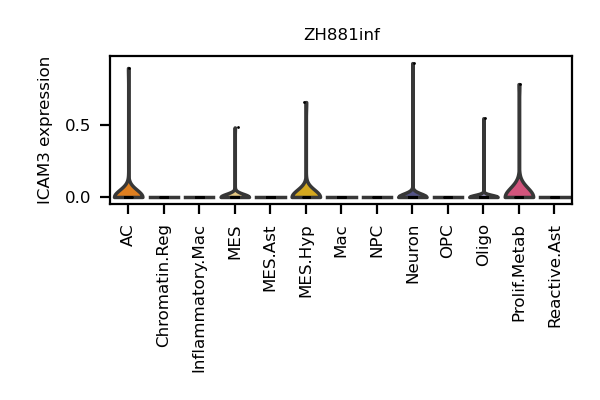 ZH881inf
ICAM3 expression
0.5
0.0
AC
Chromatin.Reg
Inflammatory.Mac
MES
MES.Ast
MES.Hyp
Mac
NPC
Neuron
OPC
Oligo
Prolif.Metab
Reactive.Ast